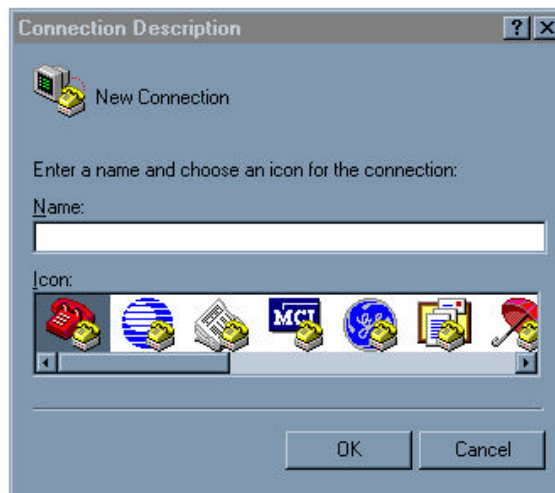 Connection Description
New Connection
Enter a name and choose an icon for the connection:
Name:
Icon:
MCI
OK Cancel